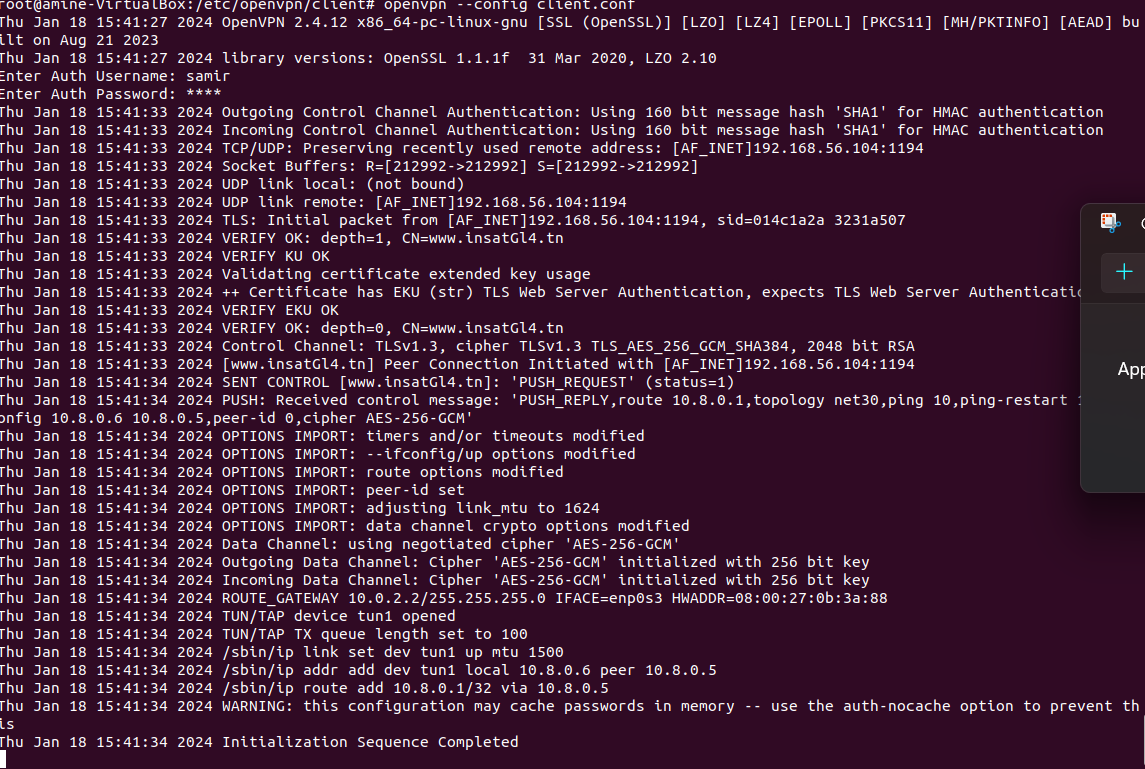 root@amine-VirtualBox:/etc/openvpn/client# openvpn --config client.conf
Thu Jan 18 15:41:27 2024 OpenVPN 2.4.12 x86_64-pc-linux-gnu [SSL (OpenSSL)] [LZO] [LZ4] [EPOLL] [PKCS11] [MH/PKTINFO] [AEAD] bu
ilt on Aug 21 2023
Thu Jan 18 15:41:27 2024 library versions: OpenSSL 1.1.1f  31 Mar 2020, LZO 2.10
Enter Auth Username: samir
Enter Auth Password: ****
Thu Jan 18 15:41:33 2024 Outgoing Control Channel Authentication: Using 160 bit message hash 'SHA1' for HMAC authentication
Thu Jan 18 15:41:33 2024 Incoming Control Channel Authentication: Using 160 bit message hash 'SHA1' for HMAC authentication
Thu Jan 18 15:41:33 2024 TCP/UDP: Preserving recently used remote address: [AF_INET]192.168.56.104:1194
Thu Jan 18 15:41:33 2024 Socket Buffers: R=[212992->212992] S=[212992->212992]
Thu Jan 18 15:41:33 2024 UDP link local: (not bound)
Thu Jan 18 15:41:33 2024 UDP link remote: [AF_INET]192.168.56.104:1194
Thu Jan 18 15:41:33 2024 TLS: Initial packet from [AF_INET]192.168.56.104:1194, sid=014c1a2a 3231a507
Thu Jan 18 15:41:33 2024 VERIFY OK: depth=1, CN=www.insatGl4.tn
Thu Jan 18 15:41:33 2024 VERIFY KU OK
Thu Jan 18 15:41:33 2024 Validating certificate extended key usage
Thu Jan 18 15:41:33 2024 ++ Certificate has EKU (str) TLS Web Server Authentication, expects TLS Web Server Authenticatio
Thu Jan 18 15:41:33 2024 VERIFY EKU OK
Thu Jan 18 15:41:33 2024 VERIFY OK: depth=0, CN=www.insatGl4.tn
Thu Jan 18 15:41:33 2024 Control Channel: TLSv1.3, cipher TLSv1.3 TLS_AES_256_GCM_SHA384, 2048 bit RSA
Thu Jan 18 15:41:33 2024 [www.insatGl4.tn] Peer Connection Initiated with [AF_INET]192.168.56.104:1194
Thu Jan 18 15:41:34 2024 SENT CONTROL [www.insatGl4.tn]: 'PUSH_REQUEST' (status=1)
Thu Jan 18 15:41:34 2024 PUSH: Received control message: 'PUSH_REPLY,route 10.8.0.1,topology net30,ping 10,ping-restart
onfig 10.8.0.6 10.8.0.5,peer-id 0,cipher AES-256-GCM'
Thu Jan 18 15:41:34 2024 OPTIONS IMPORT: timers and/or timeouts modified
Thu Jan 18 15:41:34 2024 OPTIONS IMPORT: --ifconfig/up options modified
Thu Jan 18 15:41:34 2024 OPTIONS IMPORT: route options modified
Thu Jan 18 15:41:34 2024 OPTIONS IMPORT: peer-id set
Thu Jan 18 15:41:34 2024 OPTIONS IMPORT: adjusting link_mtu to 1624
Thu Jan 18 15:41:34 2024 OPTIONS IMPORT: data channel crypto options modified
Thu Jan 18 15:41:34 2024 Data Channel: using negotiated cipher 'AES-256-GCM'
Thu Jan 18 15:41:34 2024 Outgoing Data Channel: Cipher 'AES-256-GCM' initialized with 256 bit key
Thu Jan 18 15:41:34 2024 Incoming Data Channel: Cipher 'AES-256-GCM' initialized with 256 bit key
Thu Jan 18 15:41:34 2024 ROUTE_GATEWAY 10.0.2.2/255.255.255.0 IFACE=enp0s3 HWADDR=08:00:27:0b:3a:88
Thu Jan 18 15:41:34 2024 TUN/TAP device tun1 opened
Thu Jan 18 15:41:34 2024 TUN/TAP TX queue length set to 100
Thu Jan 18 15:41:34 2024 /sbin/ip link set dev tun1 up mtu 1500
Thu Jan 18 15:41:34 2024 /sbin/ip addr add dev tun1 local 10.8.0.6 peer 10.8.0.5
Thu Jan 18 15:41:34 2024 /sbin/ip route add 10.8.0.1/32 via 10.8.0.5
Thu Jan 18 15:41:34 2024 WARNING: this configuration may cache passwords in memory -- use the auth-nocache option to prevent th
is
Thu Jan 18 15:41:34 2024 Initialization Sequence Completed
App